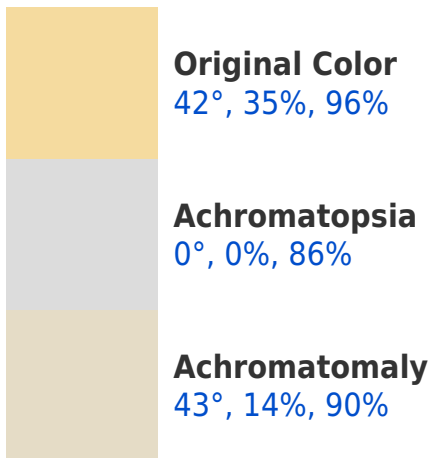 Original Color
42°, 35%, 96%
Achromatopsia
0°, 0%, 86%
Achromatomaly
43°, 14%, 90%